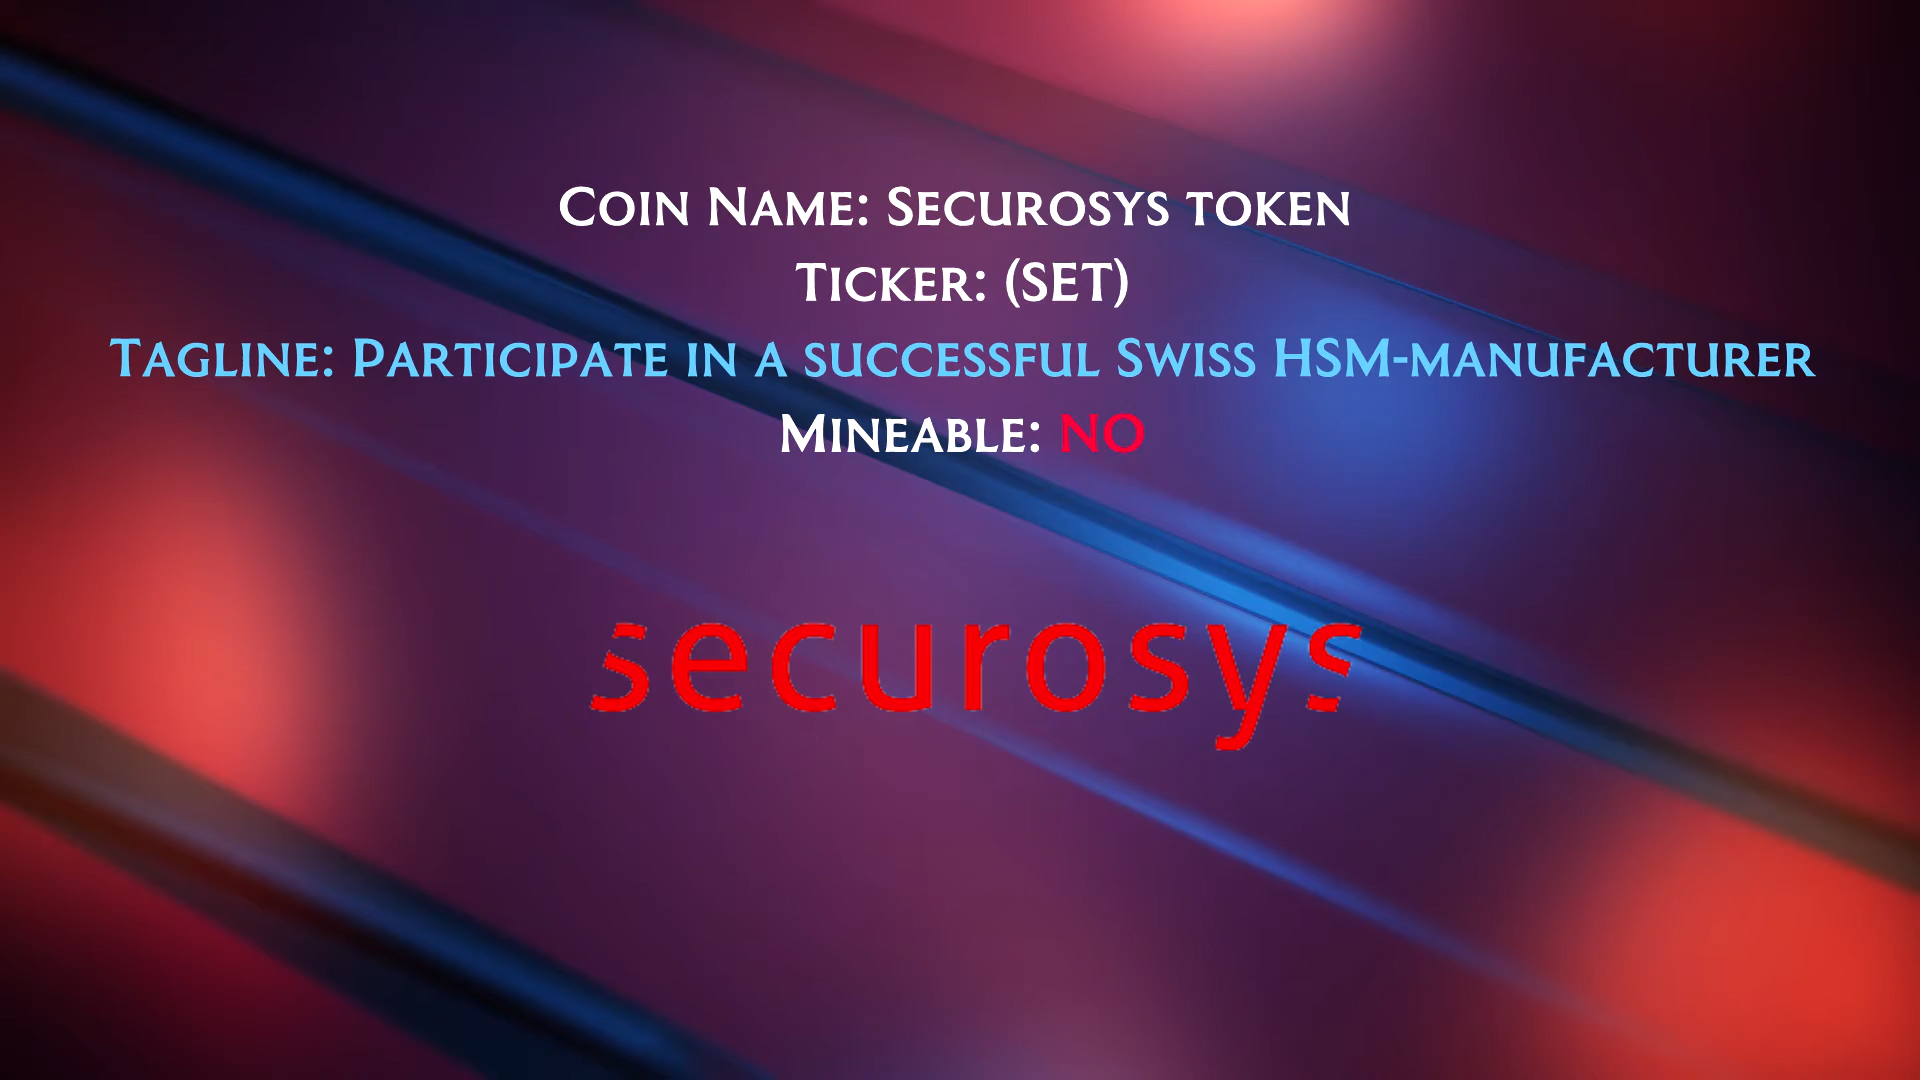 Coin Name: Securosys token
Ticker: (SET)
Tagline: Participate in a successful Swiss HSM-manufacturer
Mineable: NO
securosys